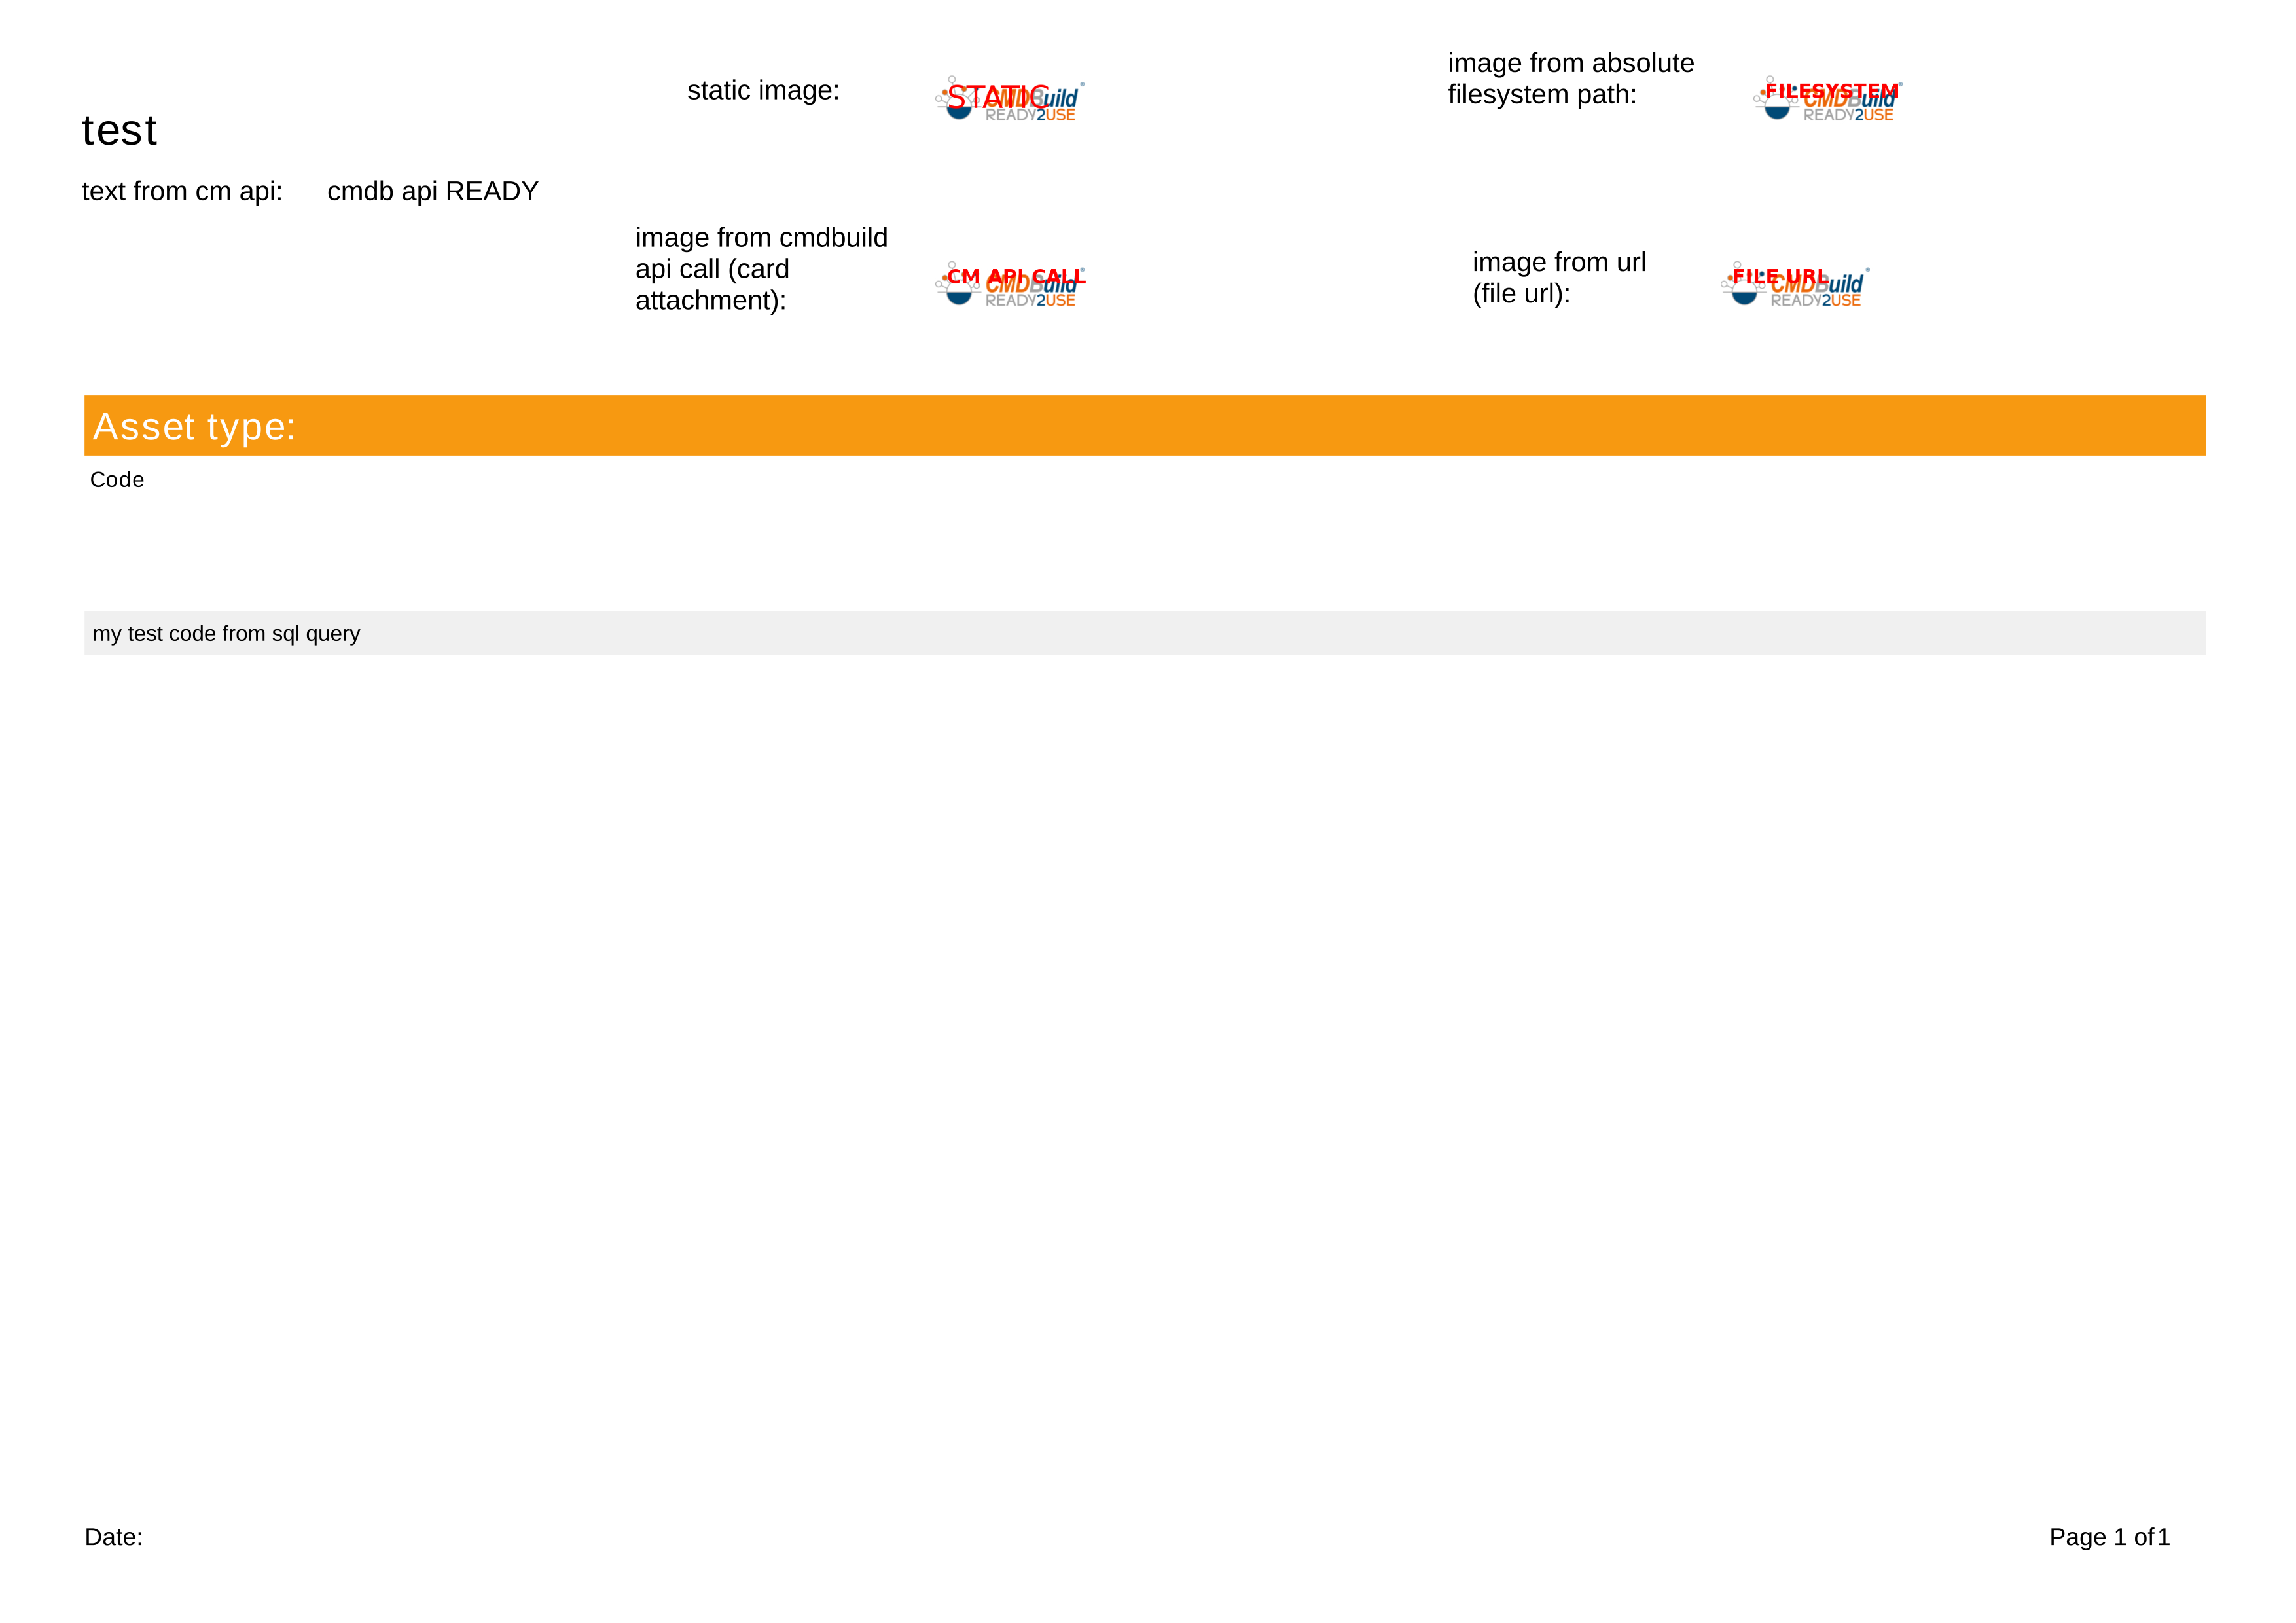 image from absolute
filesystem path:
static image:
STATIC
CMDBuild
READY2USE
FILESYSTEM
CMDBuild
READY2USE
test
text from cm api: cmdb api READY
image from cmdbuild
api call (card
attachment):
CM API CALL
CMDBuild
READY2USE
image from url
(file url):
FILE URL
CMDBuild
READY2USE
Asset type:
Code
my test code from sql query
Date:
Page 1 of 1